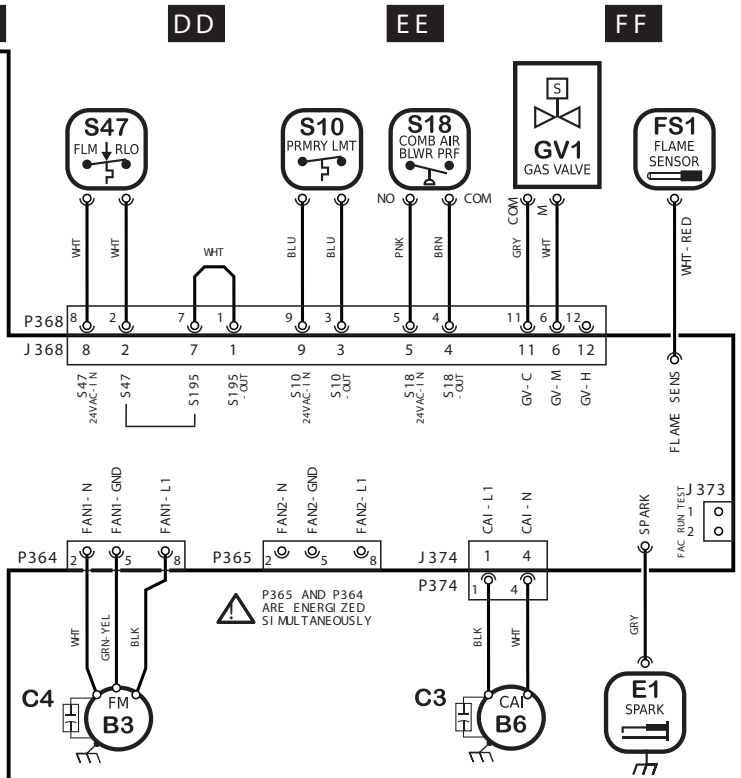 DD EE FF
S47
FLM RLO
S10
PRMRY LMT
S18
COMB AIR
BLWR PRF
S
GV1
GAS VALVE
FS1
FLAME
SENSOR
NO COM
COM M
WHT WHT WHT BLU BLU PNK BRN GRY WHT WHT-RED
P368 8 2 7 1 9 3 5 4 11 6 12
J368 8 2 7 1 9 3 5 4 11 6 12
S47
24VAC-IN
S47
S195
S195
-OUT
S10
24VAC-IN
S10
-OUT
S18
24VAC-IN
S18
-OUT
GV-C
GV-M
GV-H
FLAME SENS
FAN1-N
FAN1-GND
FAN1-L1
FAN2-N
FAN2-GND
FAN2-L1
CAI-L1
CAI-N
SPARK
FAC RUN TEST
J373
1
2
P364 2 5 8
P365 2 5 8
J374 1 4
P374 1 4
P365 AND P364
ARE ENERGIZED
SIMULTANEOUSLY
WHT GRN-YEL BLK
BLK WHT
GRY
C4
FM
B3
C3
CAI
B6
E1
SPARK